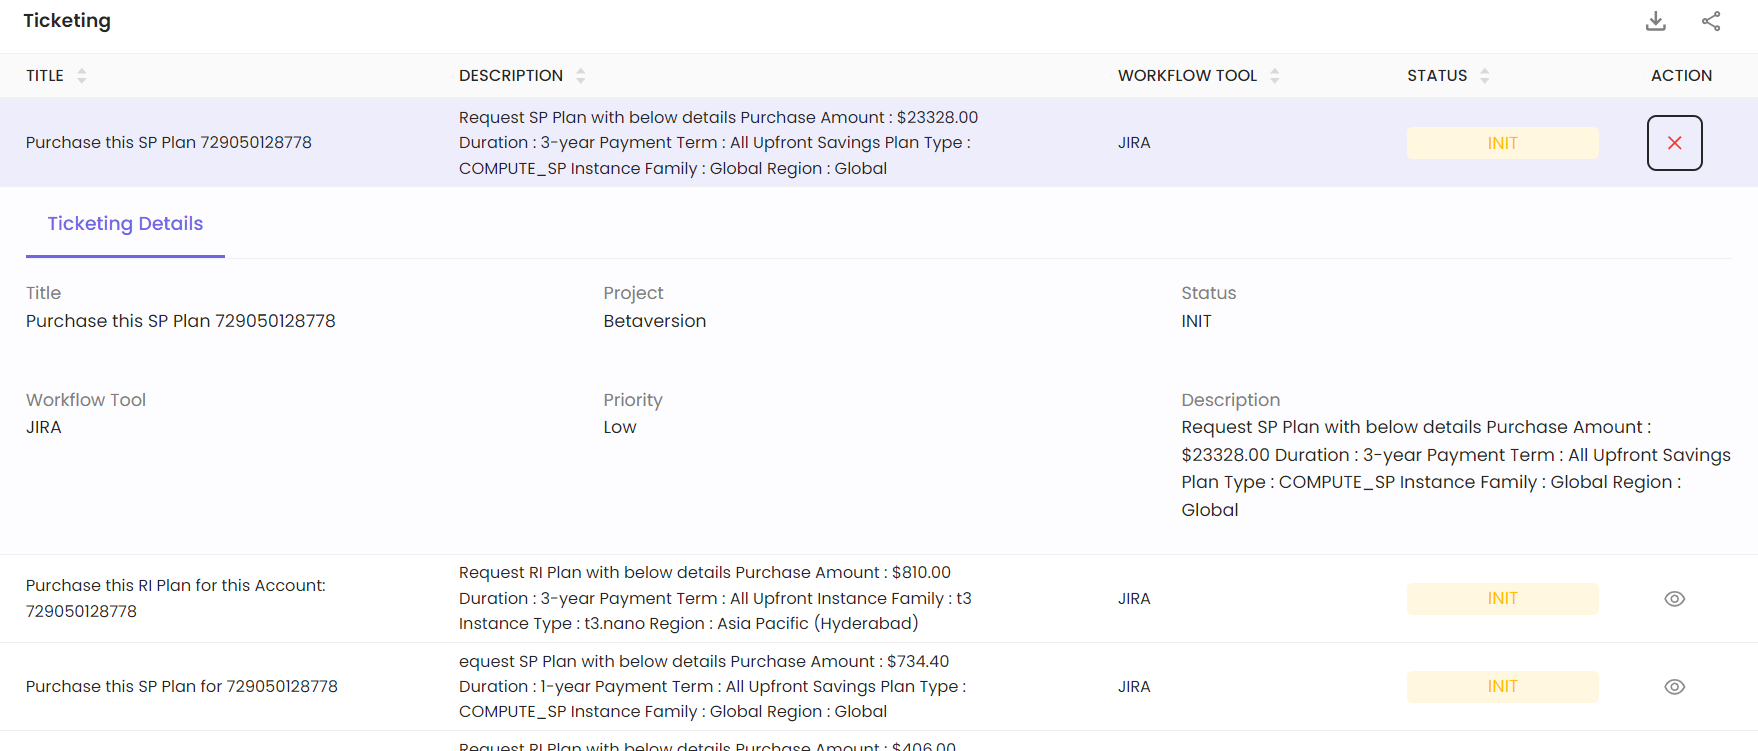 Ticketing
TITLE DESCRIPTION WORKFLOW TOOL STATUS ACTION
Purchase this SP Plan 729050128778
Request SP Plan with below details Purchase Amount : $23328.00
Duration : 3-year Payment Term : All Upfront Savings Plan Type :
COMPUTE_SP Instance Family : Global Region : Global
JIRA
INIT
Ticketing Details
Title
Purchase this SP Plan 729050128778
Project
Betaversion
Status
INIT
Workflow Tool
JIRA
Priority
Low
Description
Request SP Plan with below details Purchase Amount :
$23328.00 Duration : 3-year Payment Term : All Upfront Savings
Plan Type : COMPUTE_SP Instance Family : Global Region :
Global
Purchase this RI Plan for this Account:
729050128778
Request RI Plan with below details Purchase Amount : $810.00
Duration : 3-year Payment Term : All Upfront Instance Family : t3
Instance Type : t3.nano Region : Asia Pacific (Hyderabad)
JIRA
INIT
Purchase this SP Plan for 729050128778
equest SP Plan with below details Purchase Amount : $734.40
Duration : 1-year Payment Term : All Upfront Savings Plan Type :
COMPUTE_SP Instance Family : Global Region : Global
JIRA
INIT
Request RI Plan with below details Purchase Amount : $406.00